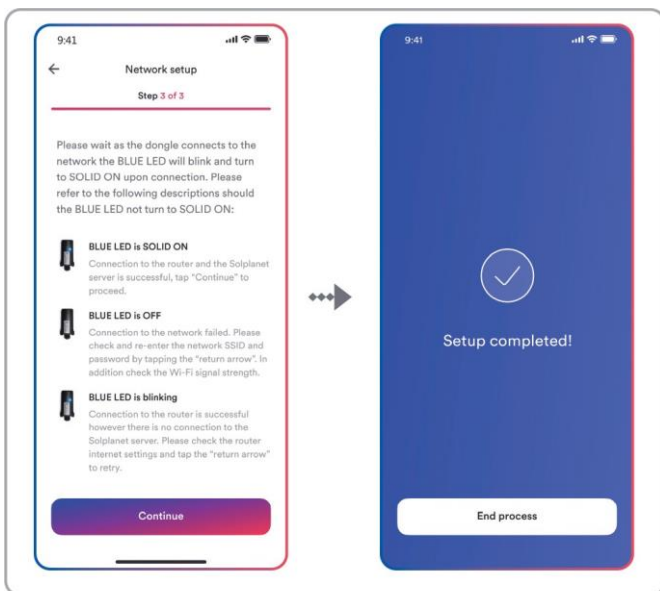 9:41
Network setup
Step 3 of 3
Please wait as the dongle connects to the
network the BLUE LED will blink and turn
to SOLID ON upon connection. Please
refer to the following descriptions should
the BLUE LED not turn to SOLID ON:
BLUE LED is SOLID ON
Connection to the router and the Solplanet
server is successful, tap “Continue” to
proceed.
BLUE LED is OFF
Connection to the network failed. Please
check and re-enter the network SSID and
password by tapping the “return arrow”. In
addition check the Wi-Fi signal strength.
BLUE LED is blinking
Connection to the router is successful
however there is no connection to the
Solplanet server. Please check the router
internet settings and tap the “return arrow”
to retry.
Continue
9:41
Setup completed!
End process